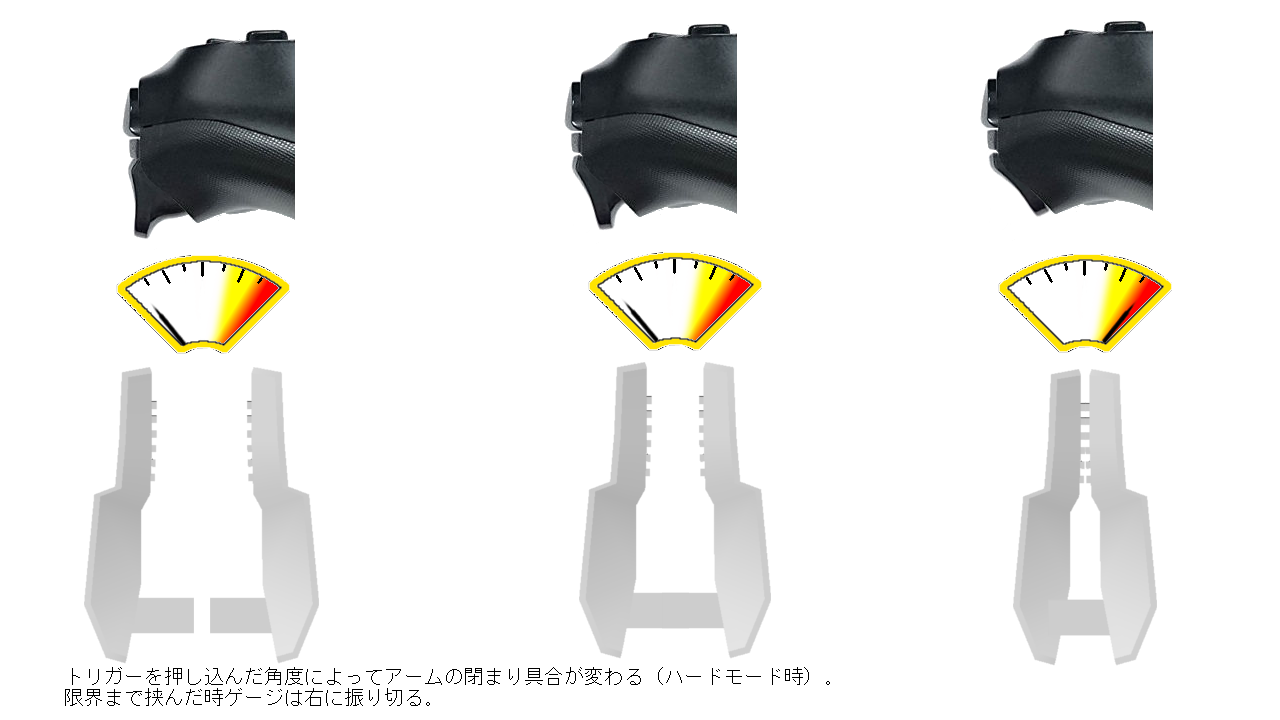 トリガーを押し込んだ角度によってアームの閉まり具合が変わる（ハードモード時）。
限界まで挟んだ時ゲージは右に振り切る。